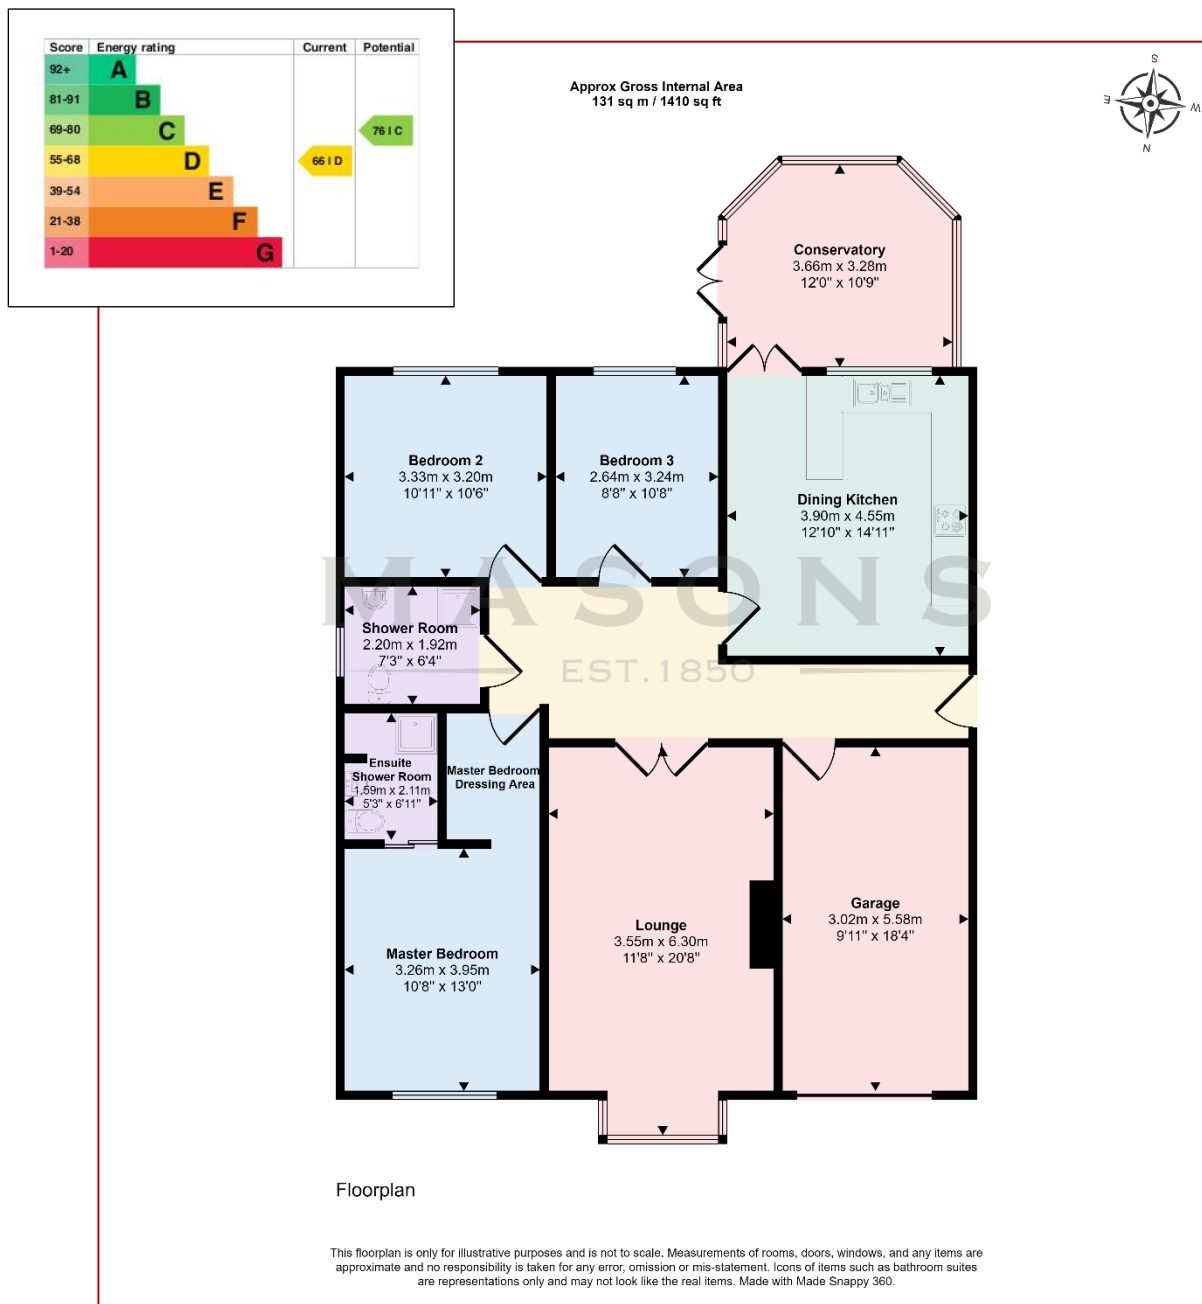 Score Energy rating Current Potential
92+ A
81-91 B
69-80 C 76 I C
55-68 D 66 I D
39-54 E
21-38 F
1-20 G
Approx Gross Internal Area
131 sq m / 1410 sq ft
S
E
W
N
Conservatory
3.66m x 3.28m
12'0" x 10'9"
Bedroom 2
3.33m x 3.20m
10'11" x 10'6"
Bedroom 3
2.64m x 3.24m
8'8" x 10'8"
Dining Kitchen
3.90m x 4.55m
12'10" x 14'11"
MASONS
EST.1850
Shower Room
2.20m x 1.92m
7'3" x 6'4"
Ensuite
Shower Room
1.59m x 2.11m
5'3" x 6'11"
Master Bedroom
Dressing Area
Master Bedroom
3.26m x 3.95m
10'8" x 13'0"
Lounge
3.55m x 6.30m
11'8" x 20'8"
Garage
3.02m x 5.58m
9'11" x 18'4"
Floorplan
This floorplan is only for illustrative purposes and is not to scale. Measurements of rooms, doors, windows, and any items are
approximate and no responsibility is taken for any error, omission or mis-statement. Icons of items such as bathroom suites
are representations only and may not look like the real items. Made with Made Snappy 360.